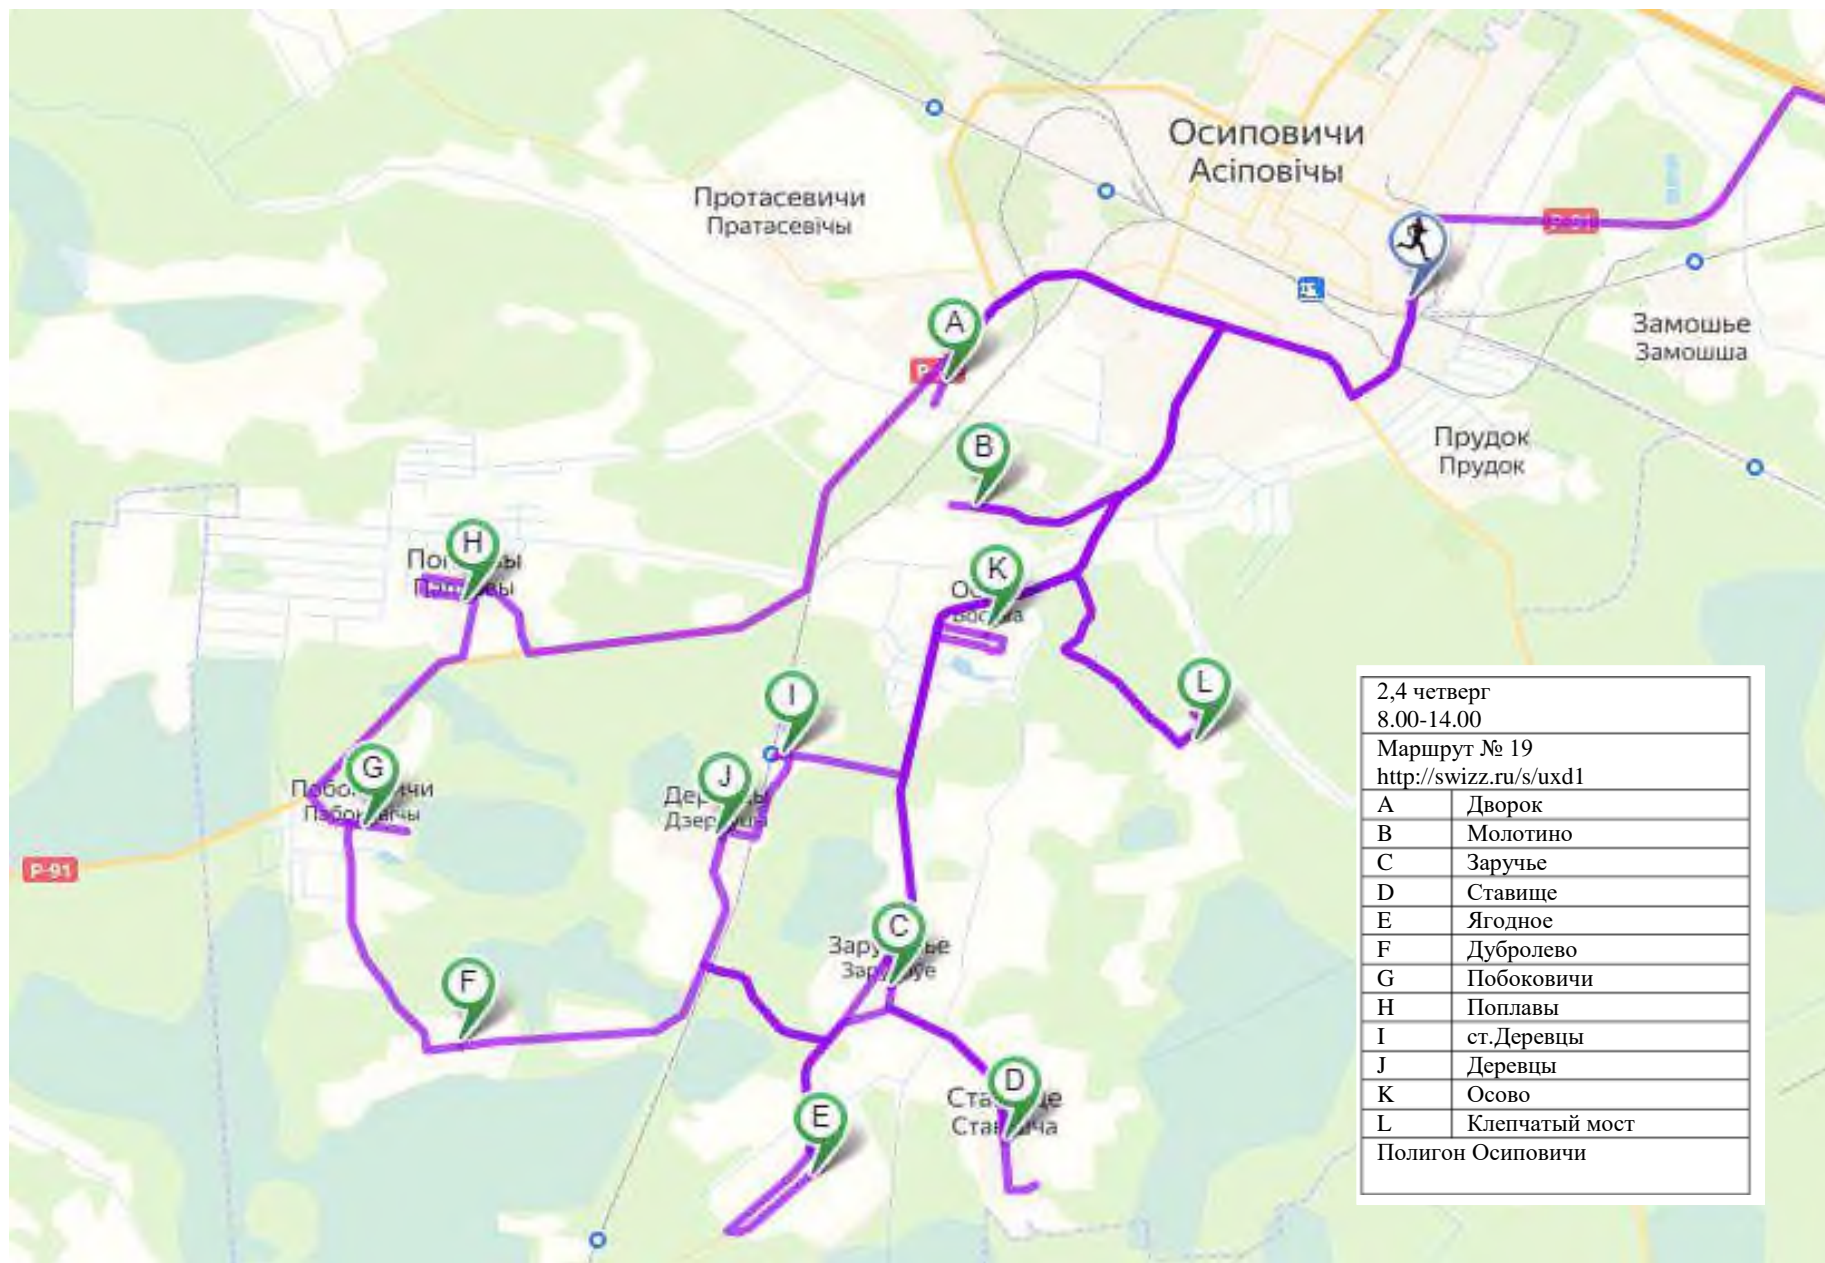 Осиповичи
Асіповічы
Протасевичи
Пратасевічы
Р-91
Замошье
Замошша
A
B
Прудок
Прудок
H
K
L
I
J
G
Р-91
C
F
D
E
2,4 четверг
8.00-14.00
Маршрут № 19
http://swizz.ru/s/uxd1
A Дворок
B Молотино
C Заручье
D Ставище
E Ягодное
F Дубролево
G Побоковичи
H Поплавы
I ст.Деревцы
J Деревцы
K Осово
L Клепчатый мост
Полигон Осиповичи